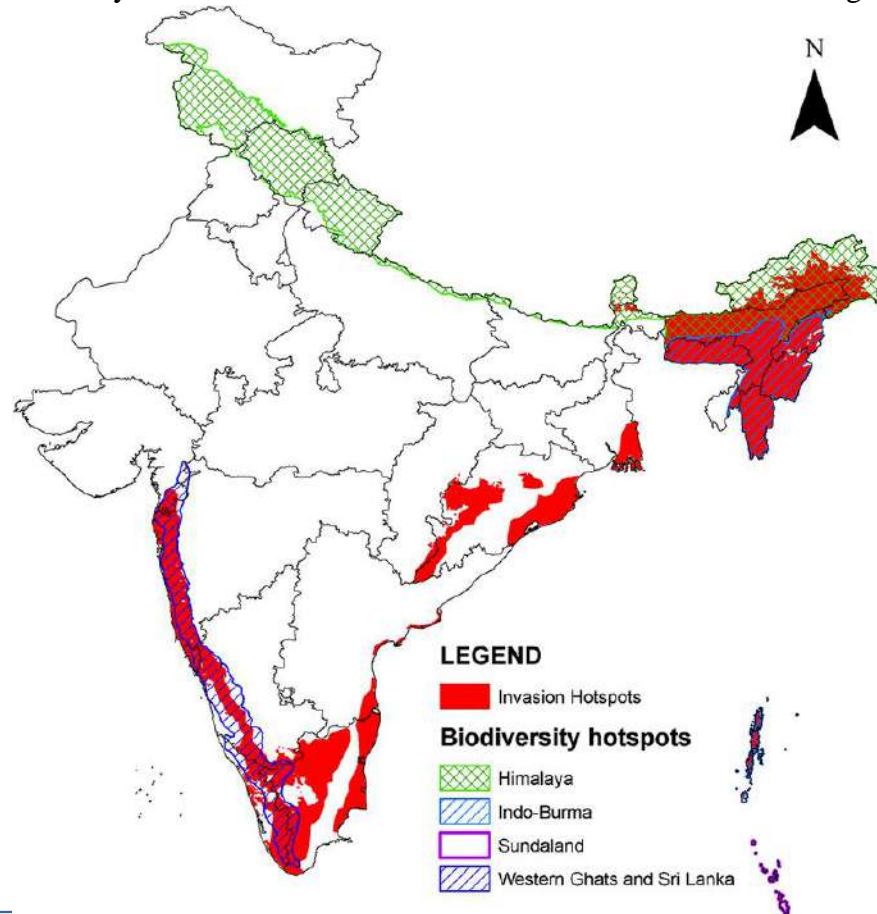 N
LEGEND
Invasion Hotspots
Biodiversity hotspots
Himalaya
Indo-Burma
Sundaland
Western Ghats and Sri Lanka